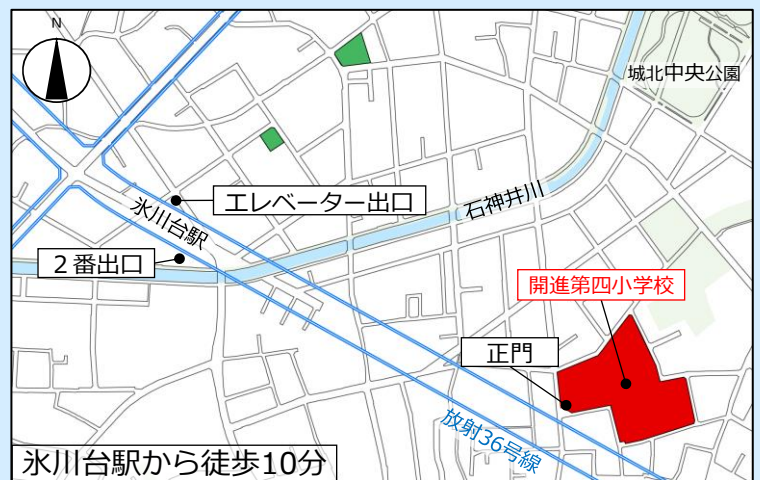 N
城北中央公園
エレベーター出口
石神井川
氷川台駅
２番出口
開進第四小学校
正門
放射36号線
氷川台駅から徒歩10分